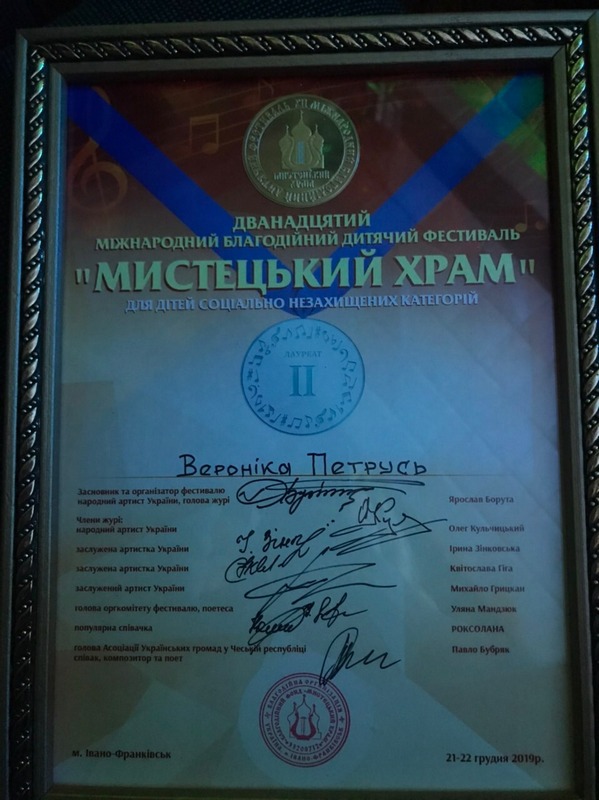 ДВАНАДЦЯТИЙ
МІЖНАРОДНИЙ БЛАГОДІЙНИЙ ДИТЯЧИЙ ФЕСТИВАЛЬ
"МИСТЕЦЬКИЙ ХРАМ"
ДЛЯ ДІТЕЙ СОЦІАЛЬНО НЕЗАХИЩЕНИХ КАТЕГОРІЙ
ЛАУРЕАТ
II
Вероніка Петрусь
Засновник та організатор фестивалю
народний артист України, голова журі Ярослав Борута
Члени журі:
народний артист України Олег Кульчицький
заслужена артистка України Ірина Зінковська
заслужена артистка України Квітослава Гіга
заслужений артист України Михайло Грицкан
голова оргкомітету фестивалю, поетеса Уляна Мандзюк
популярна співачка РОКСОЛАНА
голова Асоціації Українських громад у Чеській республіці
співак, композитор та поет Павло Бубряк
м. Івано-Франківськ 21-22 грудня 2019р.